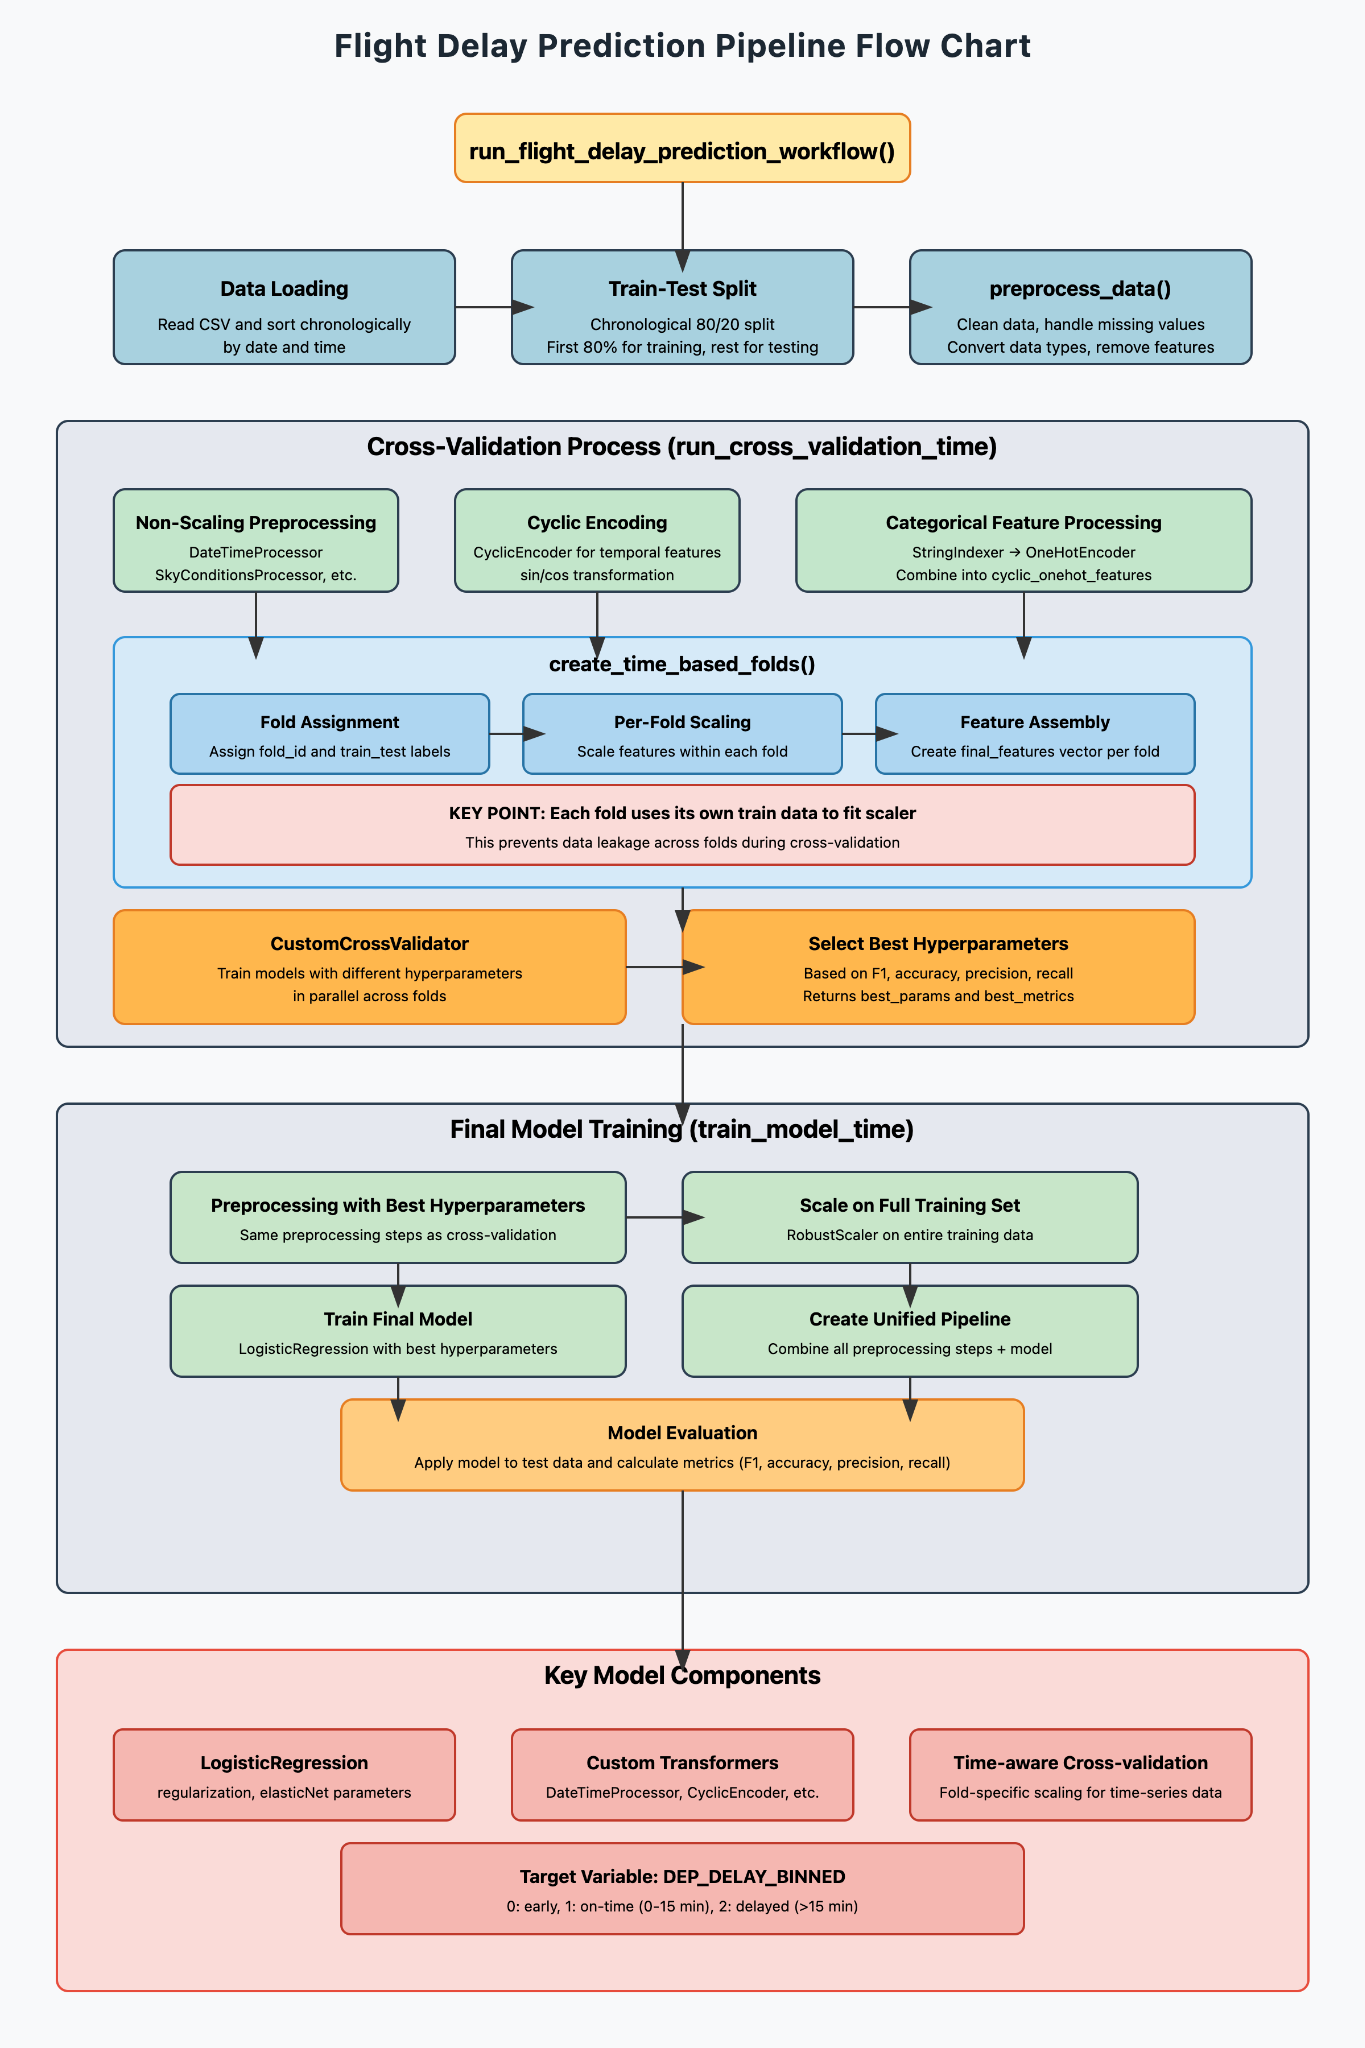 Flight Delay Prediction Pipeline Flow Chart
run_flight_delay_prediction_workflow()
Data Loading
Read CSV and sort chronologically
by date and time
Train-Test Split
Chronological 80/20 split
First 80% for training, rest for testing
preprocess_data()
Clean data, handle missing values
Convert data types, remove features
Cross-Validation Process (run_cross_validation_time)
Non-Scaling Preprocessing
DateTimeProcessor
SkyConditionsProcessor, etc.
Cyclic Encoding
CyclicEncoder for temporal features
sin/cos transformation
Categorical Feature Processing
StringIndexer → OneHotEncoder
Combine into cyclic_onehot_features
create_time_based_folds()
Fold Assignment
Assign fold_id and train_test labels
Per-Fold Scaling
Scale features within each fold
Feature Assembly
Create final_features vector per fold
KEY POINT: Each fold uses its own train data to fit scaler
This prevents data leakage across folds during cross-validation
CustomCrossValidator
Train models with different hyperparameters
in parallel across folds
Select Best Hyperparameters
Based on F1, accuracy, precision, recall
Returns best_params and best_metrics
Final Model Training (train_model_time)
Preprocessing with Best Hyperparameters
Same preprocessing steps as cross-validation
Scale on Full Training Set
RobustScaler on entire training data
Train Final Model
LogisticRegression with best hyperparameters
Create Unified Pipeline
Combine all preprocessing steps + model
Model Evaluation
Apply model to test data and calculate metrics (F1, accuracy, precision, recall)
Key Model Components
LogisticRegression
regularization, elasticNet parameters
Custom Transformers
DateTimeProcessor, CyclicEncoder, etc.
Time-aware Cross-validation
Fold-specific scaling for time-series data
Target Variable: DEP_DELAY_BINNED
0: early, 1: on-time (0-15 min), 2: delayed (>15 min)